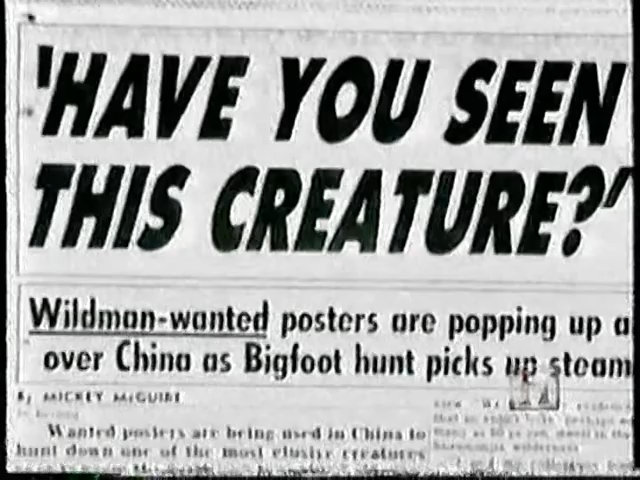 'HAVE YOU SEEN
THIS CREATURE?'
Wildman-wanted posters are popping up a
over China as Bigfoot hunt picks up steam
By MICKEY McGUIRE
Wanted posters are being used in China to
hunt down one of the most elusive creatures